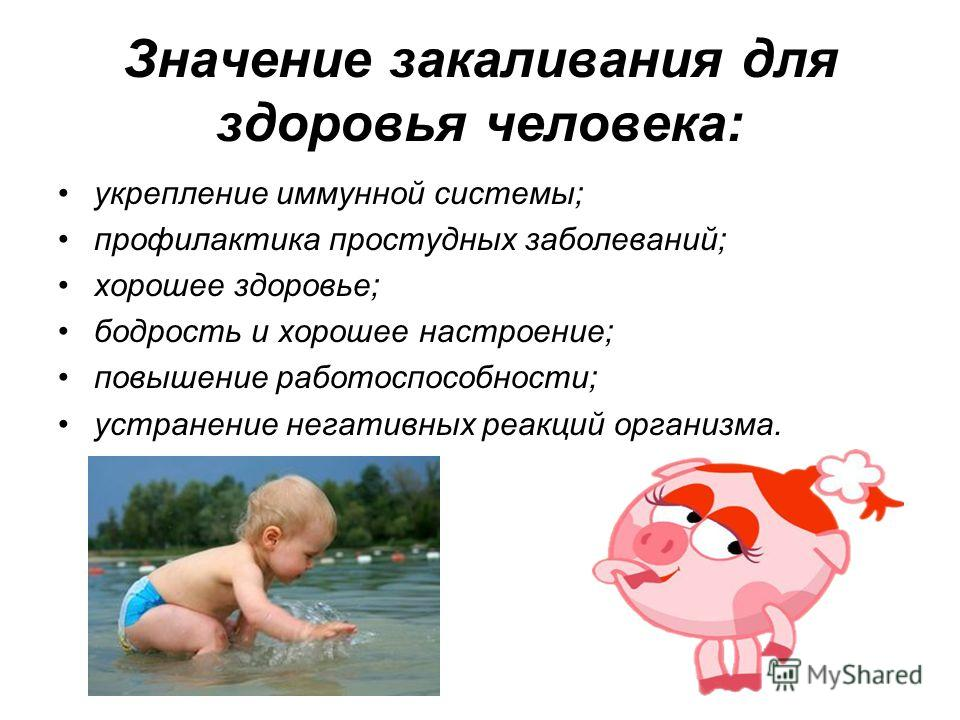 Значение закаливания для
здоровья человека:
• укрепление иммунной системы;
• профилактика простудных заболеваний;
• хорошее здоровье;
• бодрость и хорошее настроение;
• повышение работоспособности;
• устранение негативных реакций организма.
MyShared